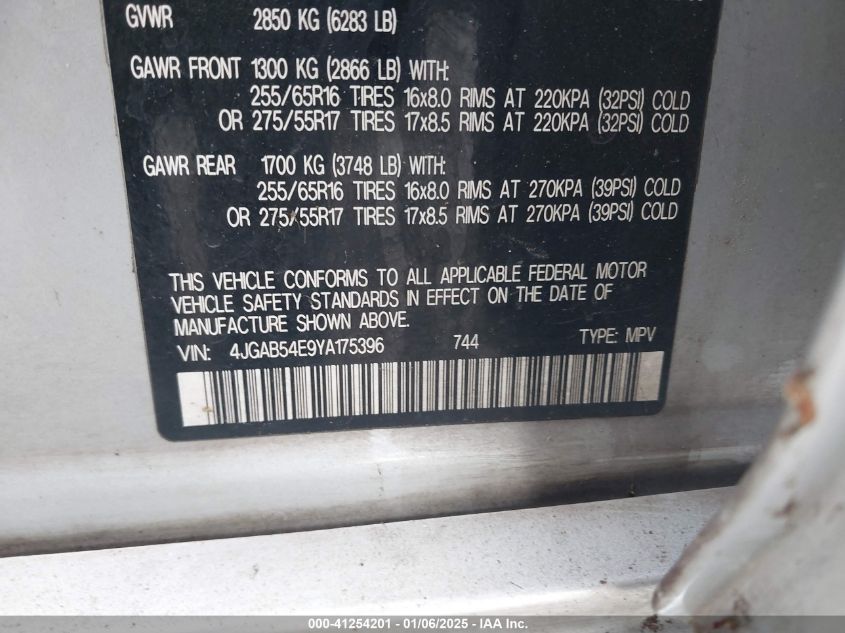 GVWR 2850 KG (6283 LB)
GAWR FRONT 1300 KG (2866 LB) WITH:
255/65R16 TIRES 16x8.0 RIMS AT 220KPA (32PSI) COLD
OR 275/55R17 TIRES 17x8.5 RIMS AT 220KPA (32PSI) COLD
GAWR REAR 1700 KG (3748 LB) WITH:
255/65R16 TIRES 16x8.0 RIMS AT 270KPA (39PSI) COLD
OR 275/55R17 TIRES 17x8.5 RIMS AT 270KPA (39PSI) COLD
THIS VEHICLE CONFORMS TO ALL APPLICABLE FEDERAL MOTOR
VEHICLE SAFETY STANDARDS IN EFFECT ON THE DATE OF
MANUFACTURE SHOWN ABOVE.
VIN: 4JGAB54E9YA175396 744 TYPE: MPV
000-41254201 - 01/06/2025 - IAA Inc.